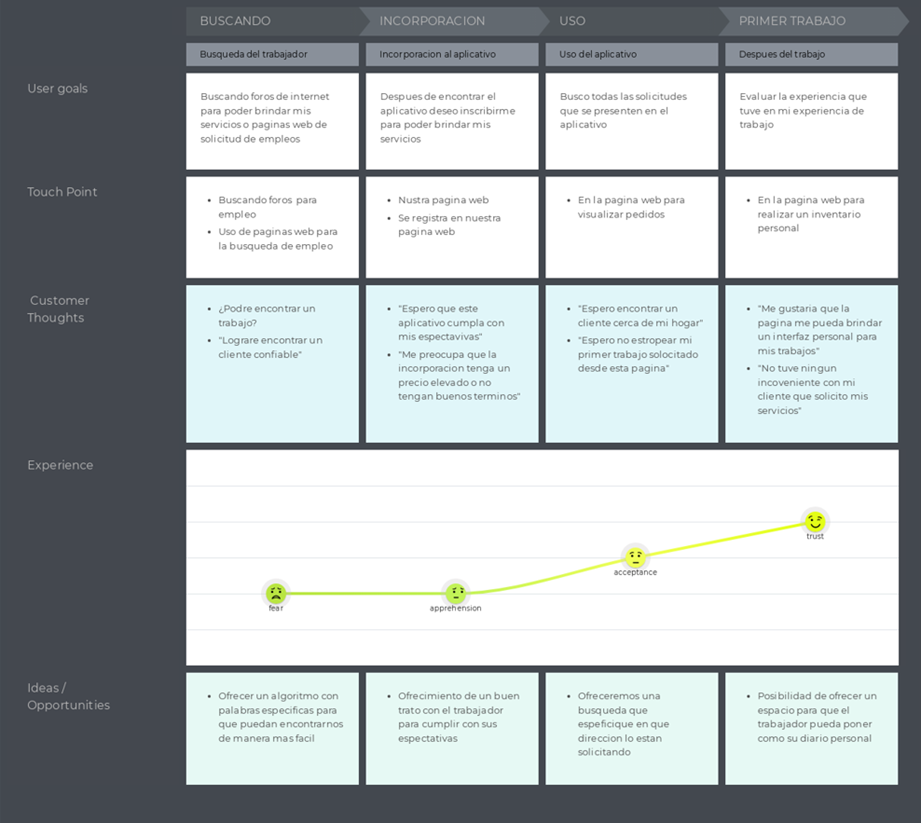 BUSCANDO
INCORPORACION
USO
PRIMER TRABAJO
Busqueda del trabajador
Incorporacion al aplicativo
Uso del aplicativo
Despues del trabajo
User goals
Buscando foros de internet
para poder brindar mis
servicios o paginas web de
solicitud de empleos
Despues de encontrar el
aplicativo deseo inscribirme
para poder brindar mis
servicios
Busco todas las solicitudes
que se presenten en el
aplicativo
Evaluar la experiencia que
tuve en mi experiencia de
trabajo
Touch Point
• Buscando foros para
empleo
• Uso de paginas web para
la busqueda de empleo
• Nustra pagina web
• Se registra en nuestra
pagina web
• En la pagina web para
visualizar pedidos
• En la pagina web para
realizar un inventario
personal
Customer
Thoughts
• ¿Podre encontrar un
trabajo?
• "Lograre encontrar un
cliente confiable"
• "Espero que este
aplicativo cumpla con
mis espectavivas"
• "Me preocupa que la
incorporacion tenga un
precio elevado o no
tengan buenos terminos"
• "Espero encontrar un
cliente cerca de mi hogar"
• "Espero no estropear mi
primer trabajo solocitado
desde esta pagina"
• "Me gustaria que la
pagina me pueda brindar
un interfaz personal para
mis trabajos"
• "No tuve ningun
incoveniente con mi
cliente que solicito mis
servicios"
Experience
fear
apprehension
acceptance
trust
Ideas /
Opportunities
• Ofrecer un algoritmo con
palabras especificas para
que puedan encontrarnos
de manera mas facil
• Ofrecimiento de un buen
trato con el trabajador
para cumplir con sus
espectativas
• Ofreceremos una
busqueda que
espeficique en que
direccion lo estan
solicitando
• Posibilidad de ofrecer un
espacio para que el
trabajador pueda poner
como su diario personal